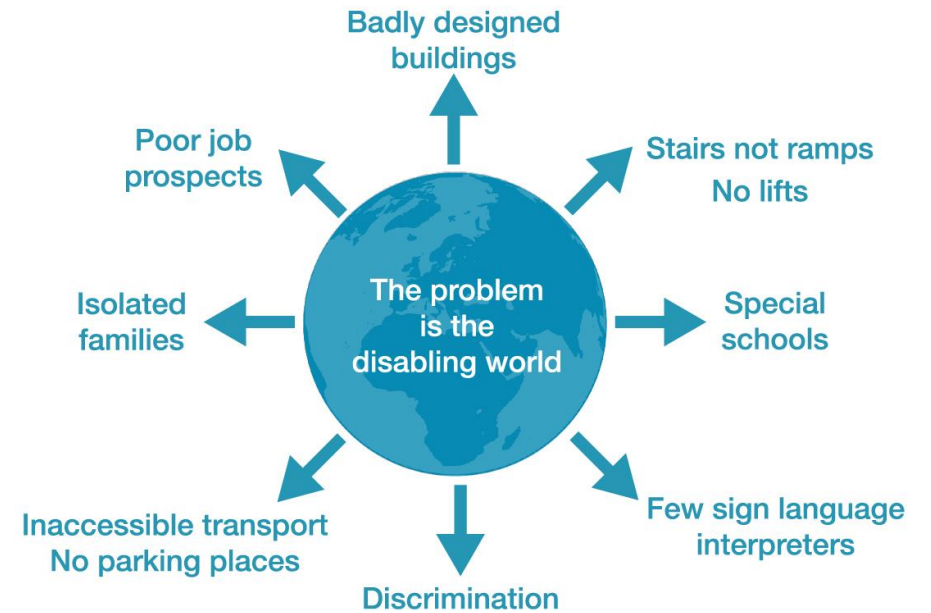 Badly designed
buildings
Poor job
prospects
Stairs not ramps
No lifts
Isolated
families
The problem
is the
disabling world
Special
schools
Inaccessible transport
No parking places
Few sign language
interpreters
Discrimination